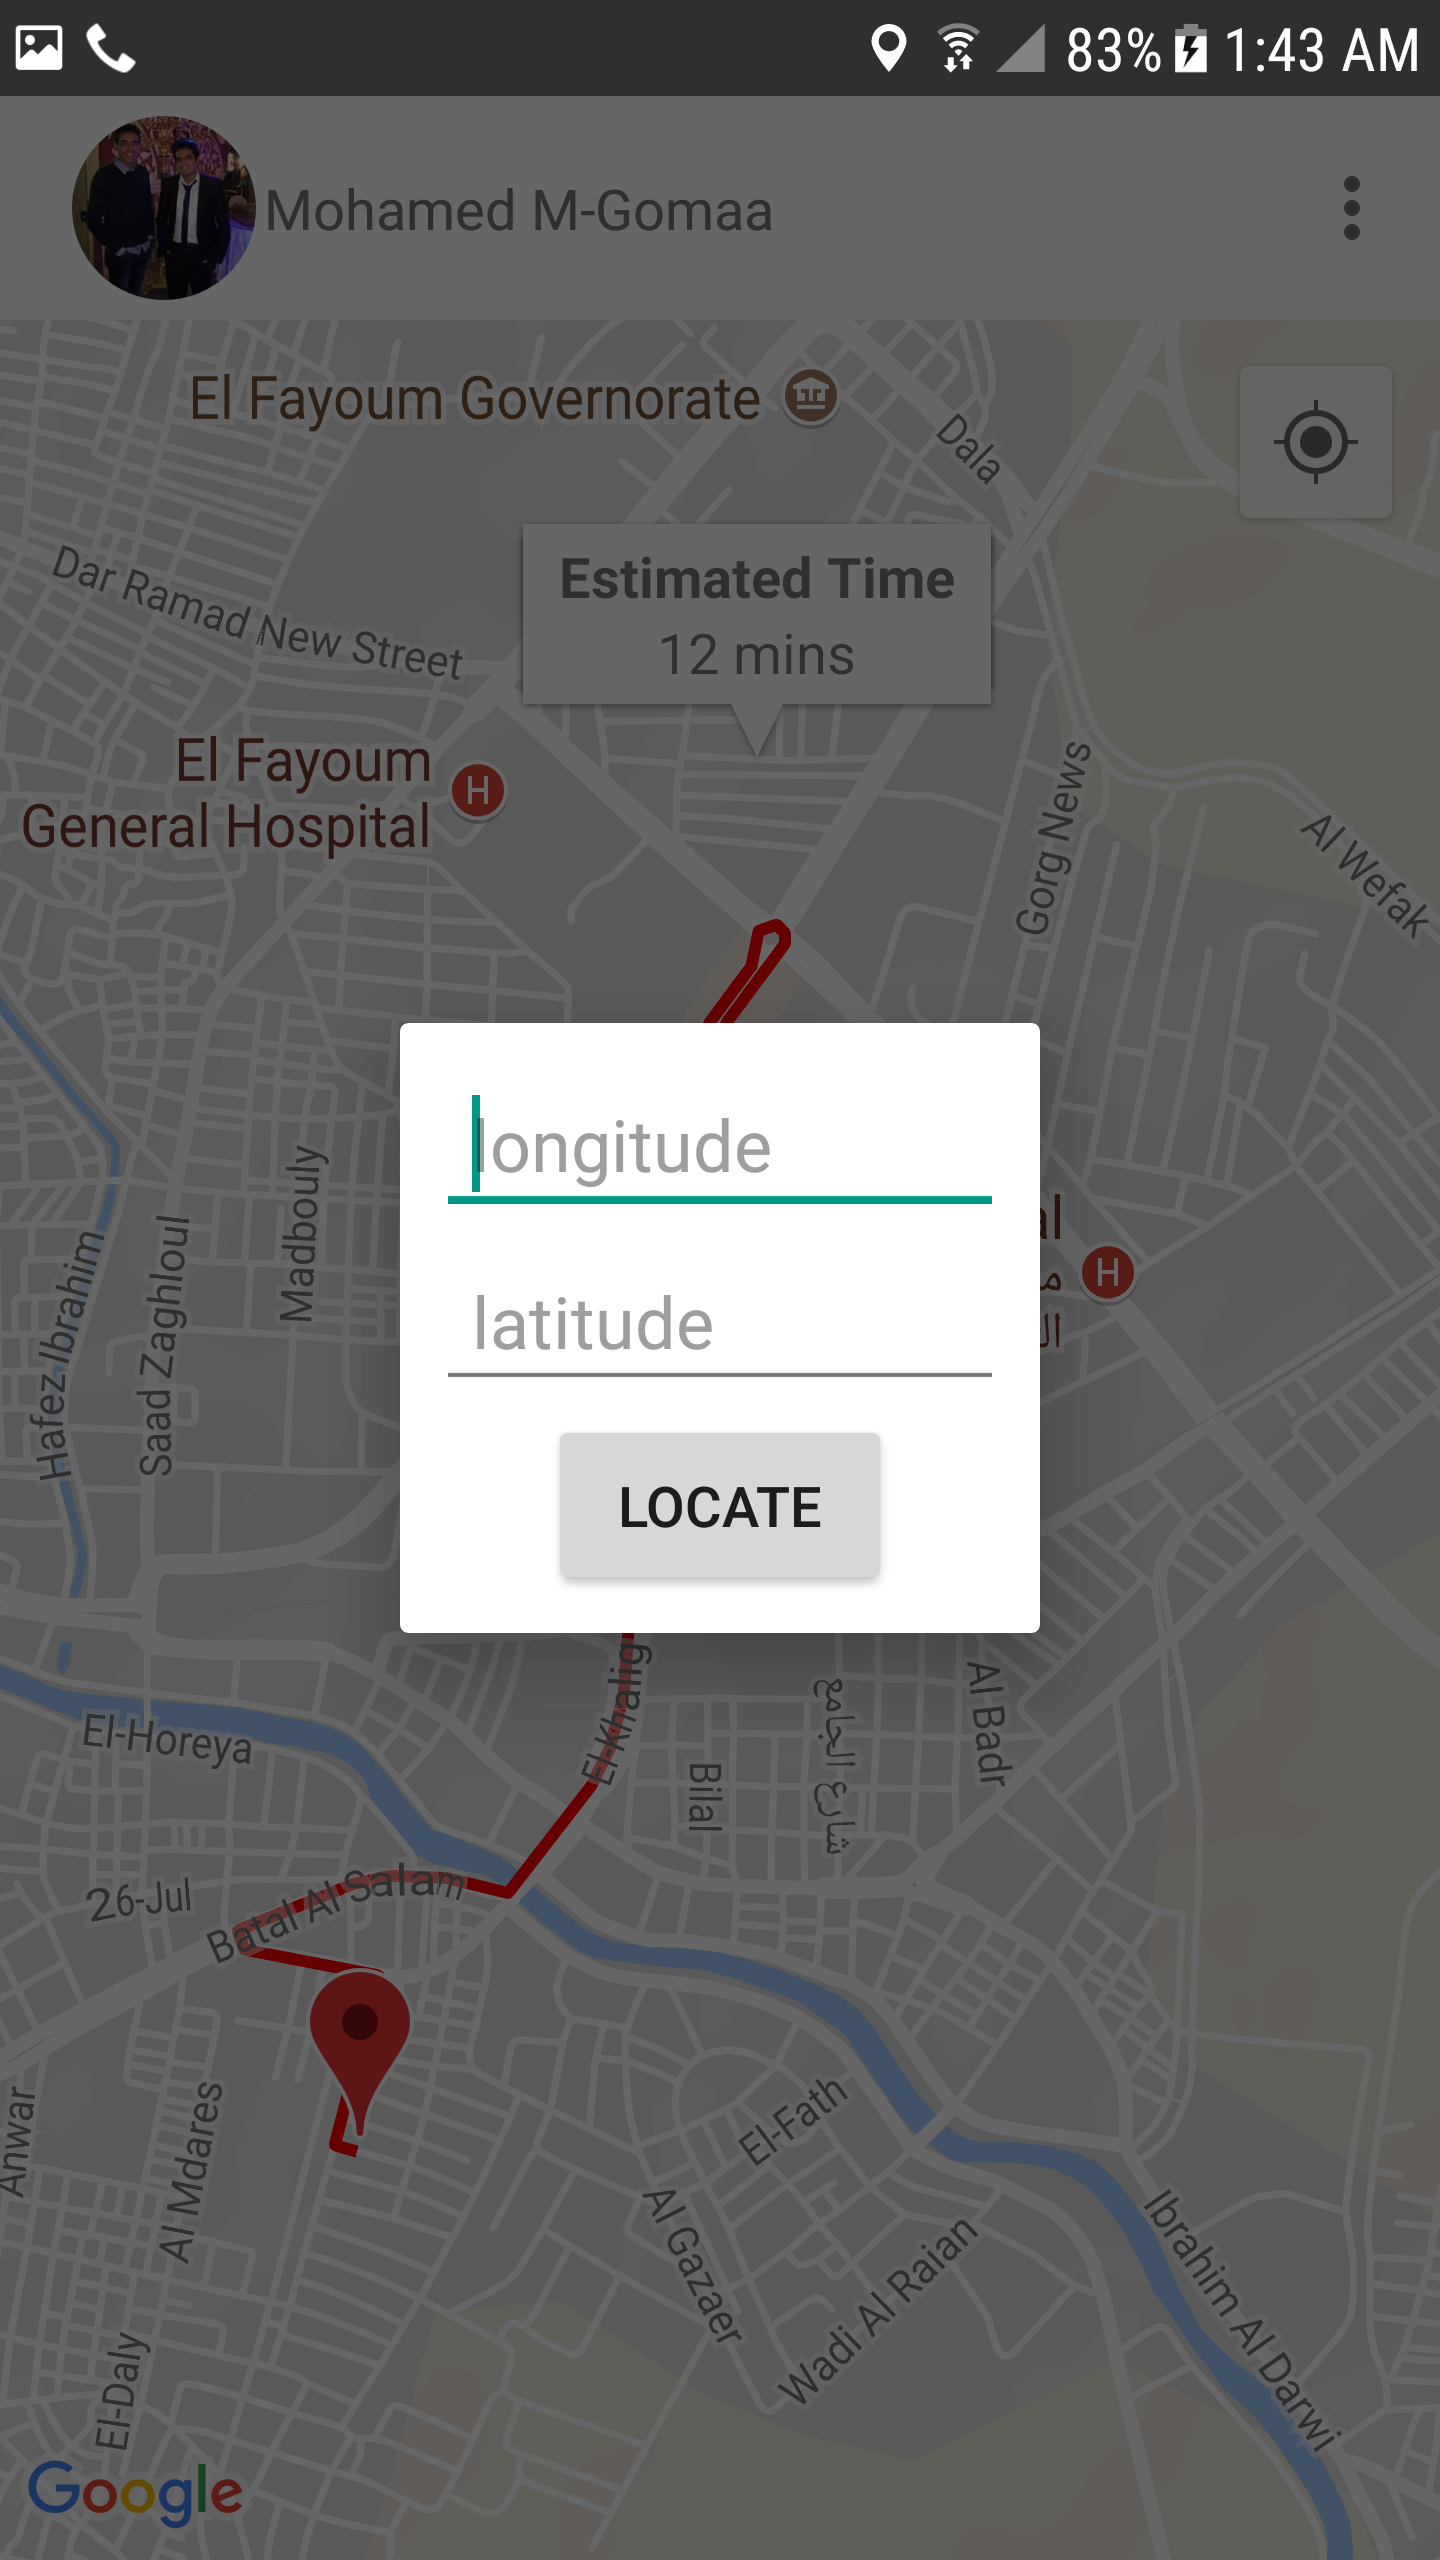 83% 1:43 AM
Mohamed M-Gomaa
El Fayoum Governorate
Dala
Dar Ramad New Street
Estimated Time
12 mins
El Fayoum
General Hospital
H
Gorg News
Al Wefak
longitude
latitude
LOCATE
al
H
Madbouly
Saad Zaghloul
Hafez Ibrahim
El-Khalig
El-Horeya
Bilal
شارع الجامع
Al Badr
26-Jul
Batal Al Salam
Anwar
Al Mdares
El-Fath
Al Gazaer
Wadi Al Raian
Ibrahim Al Darwi
El-Daly
Google